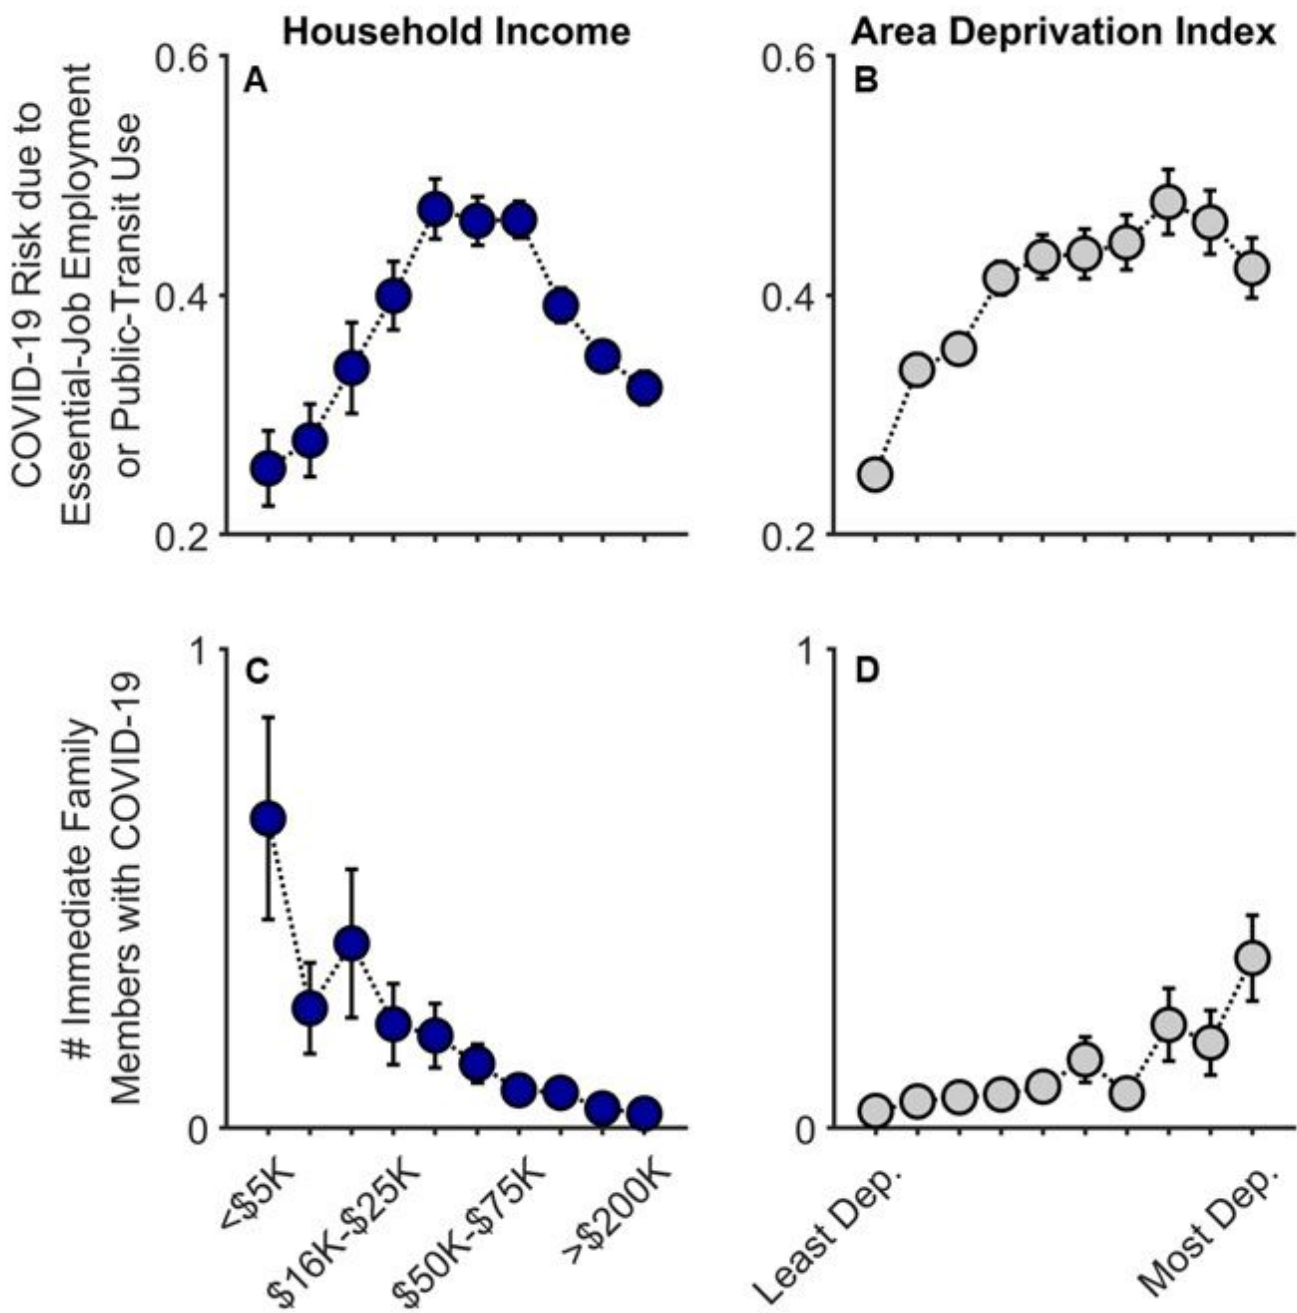 Household Income
Area Deprivation Index
COVID-19 Risk due to
Essential-Job Employment
or Public-Transit Use
0.6
0.4
0.2
A
0.6
0.4
0.2
B
# Immediate Family
Members with COVID-19
1
0
C
1
0
D
<$5K
$16K-$25K
$50K-$75K
>$200K
Least Dep.
Most Dep.